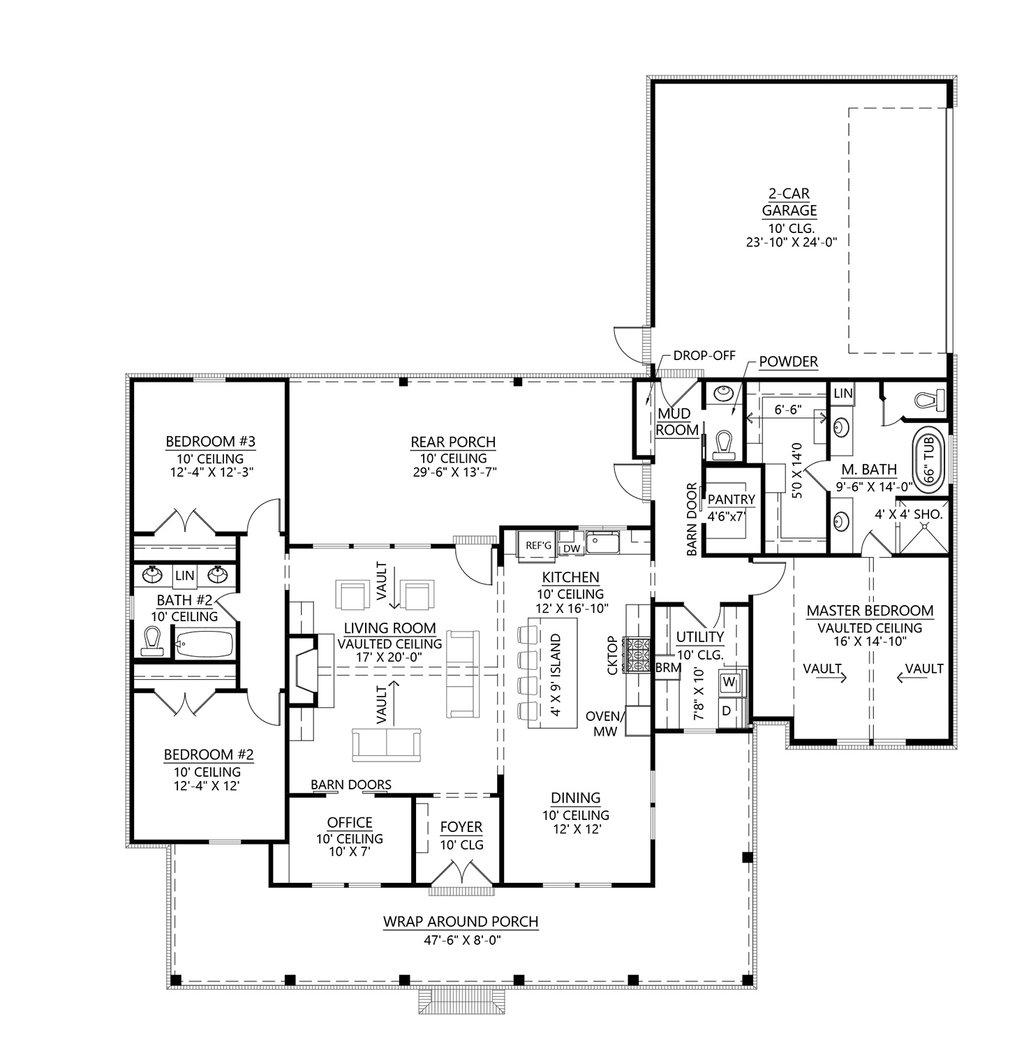 2-CAR
GARAGE
10' CLG.
23'-10" X 24'-0"
DROP-OFF
POWDER
MUD
ROOM
6'-6"
LIN
BEDROOM #3
10' CEILING
12'-4" X 12'-3"
REAR PORCH
10' CEILING
29'-6" X 13'-7"
5'0 X 14'0
M. BATH
9'-6" X 14'-0"
66" TUB
BARN DOOR
PANTRY
4'6"x7'
4' X 4' SHO.
REF'G
DW
LIN
BATH #2
10' CEILING
VAULT
KITCHEN
10' CEILING
12' X 16'-10"
LIVING ROOM
VAULTED CEILING
17' X 20'-0"
4' X 9' ISLAND
CKTOP
UTILITY
10' CLG.
7'8" X 10'
BRM
W
D
MASTER BEDROOM
VAULTED CEILING
16' X 14'-10"
VAULT
VAULT
VAULT
OVEN/
MW
BEDROOM #2
10' CEILING
12'-4" X 12'
BARN DOORS
OFFICE
10' CEILING
10' X 7'
FOYER
10' CLG
DINING
10' CEILING
12' X 12'
WRAP AROUND PORCH
47'-6" X 8'-0"